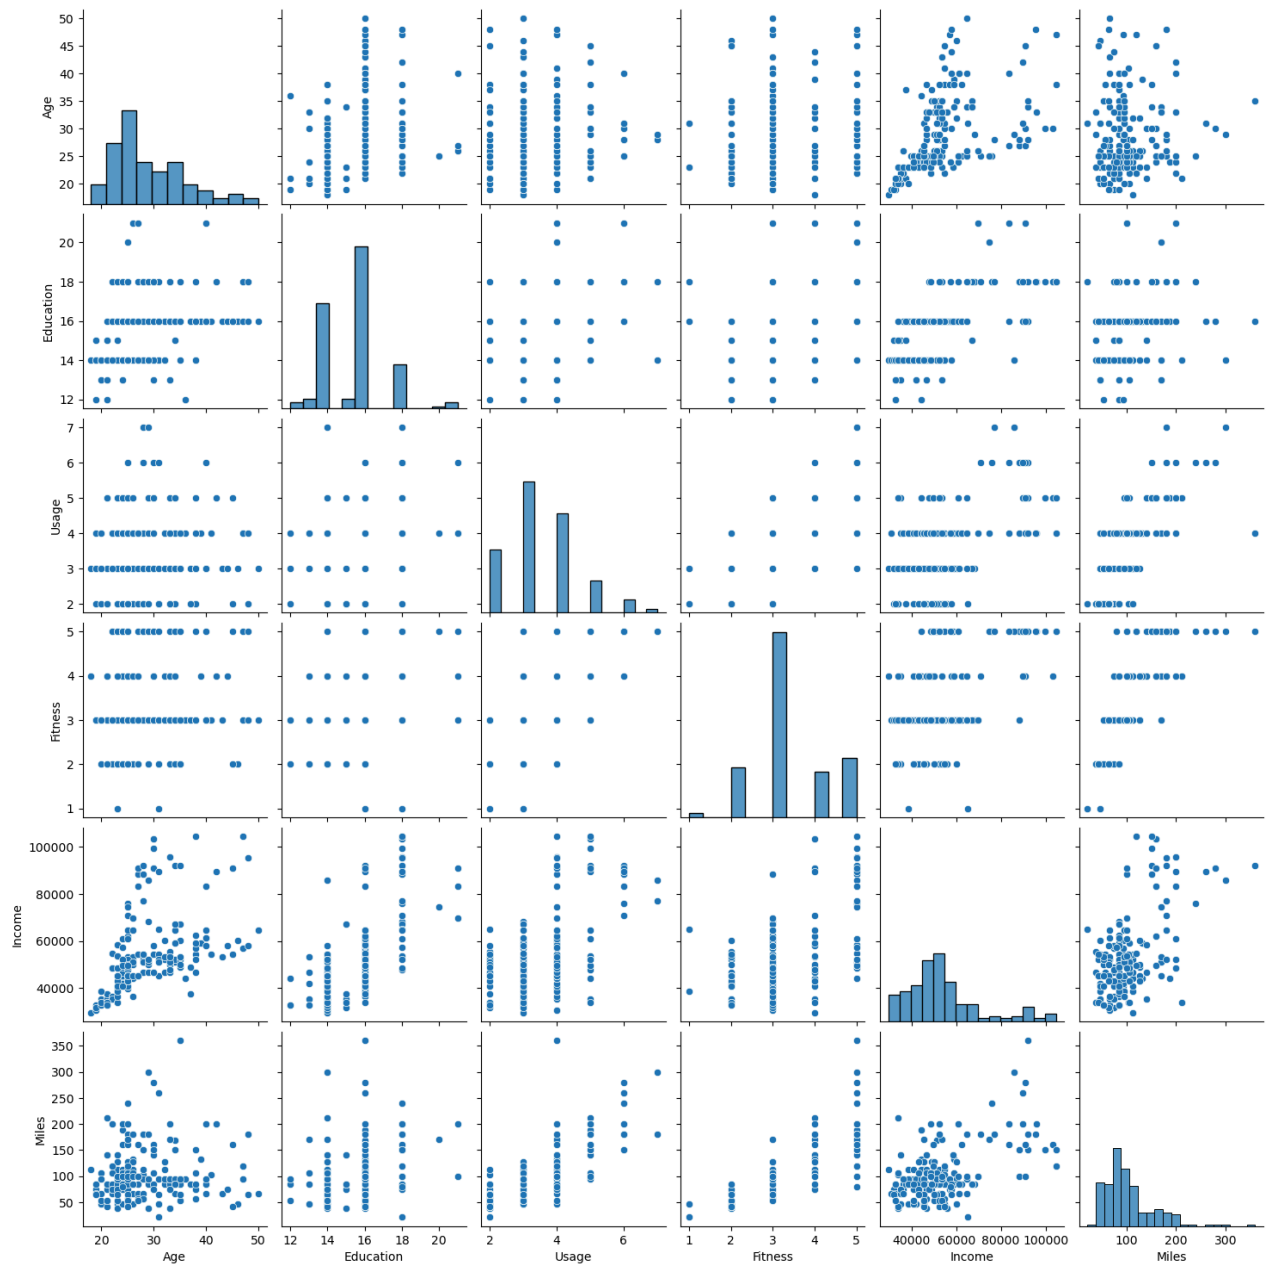 Age
50
45
40
35
30
25
20
Education
20
18
16
14
12
Usage
7
6
5
4
3
2
Fitness
5
4
3
2
1
Income
100000
80000
60000
40000
Miles
350
300
250
200
150
100
50
20 30 40 50
12 14 16 18 20
2 4 6
1 2 3 4 5
40000 60000 80000 100000
100 200 300
Age Education Usage Fitness Income Miles